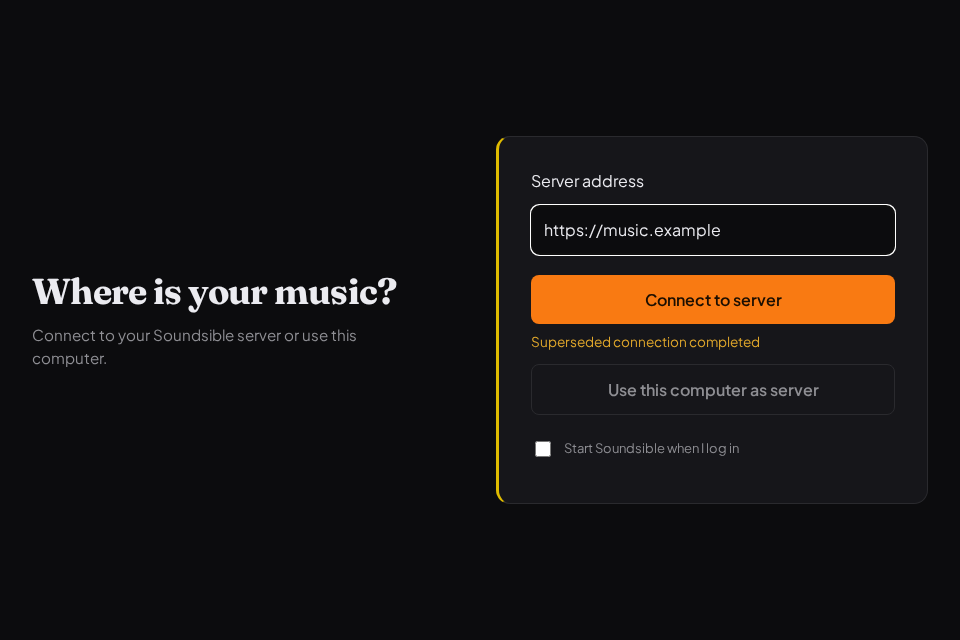 Where is your music?
Connect to your Soundsible server or use this
computer.
Server address
https://music.example
Connect to server
Superseded connection completed
Use this computer as server
Start Soundsible when I log in